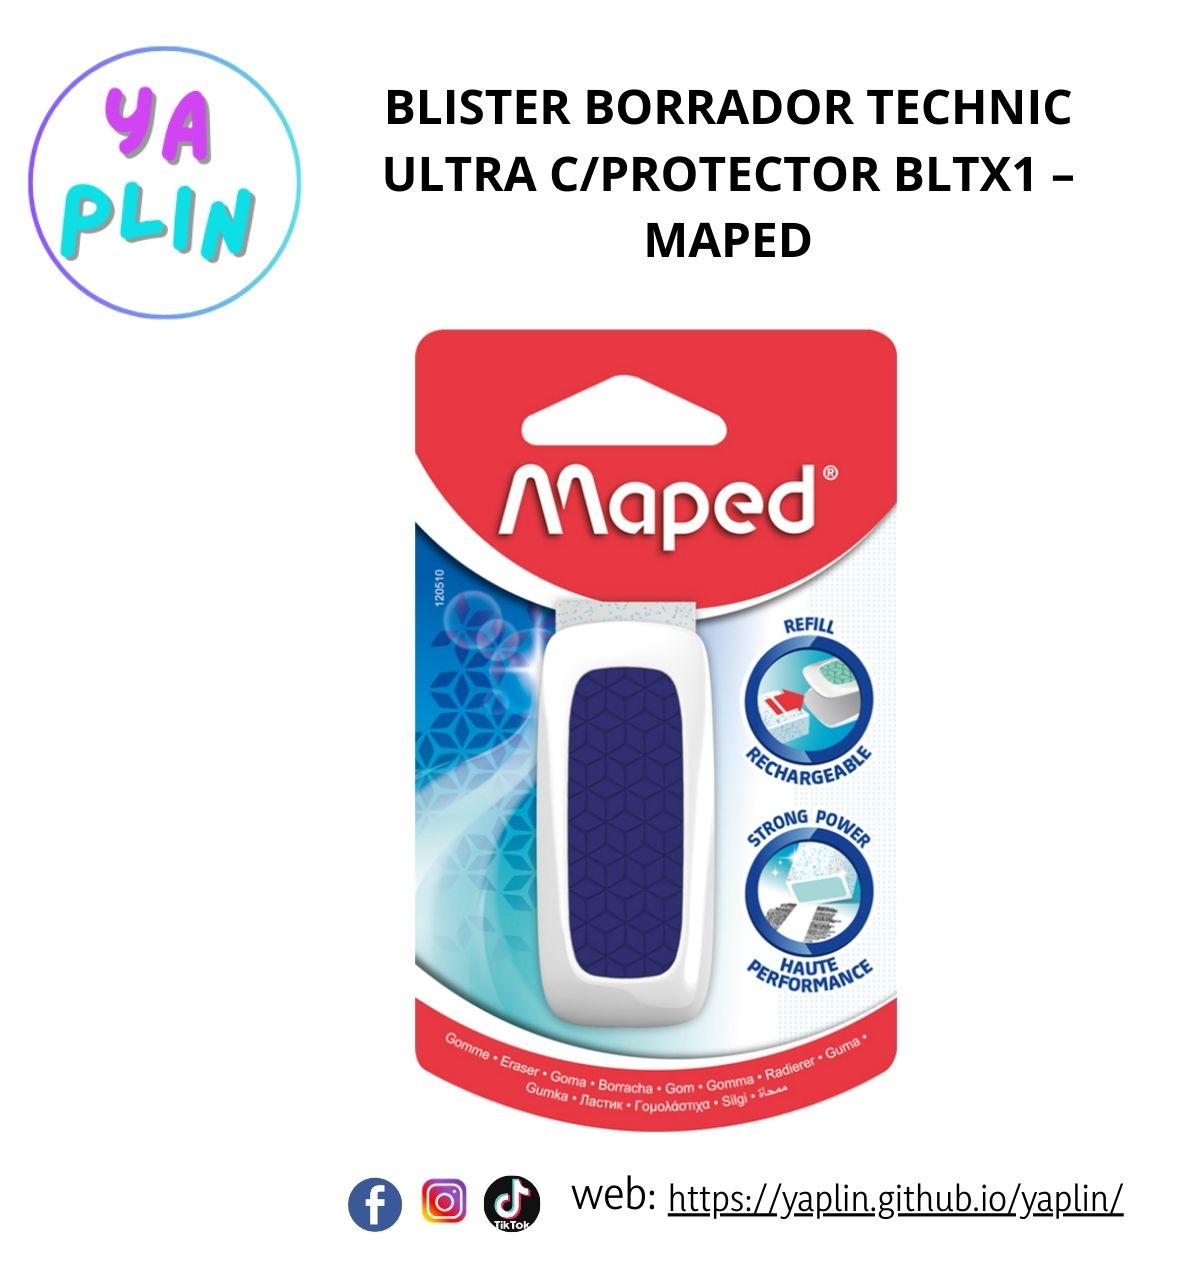 YA
PLIN
BLISTER BORRADOR TECHNIC
ULTRA C/PROTECTOR BLTX1 –
MAPED
Maped®
120510
REFILL
RECHARGEABLE
STRONG POWER
HAUTE
PERFORMANCE
Gomme • Eraser • Goma • Borracha • Gom • Gomma • Radierer • Guma •
Gumka • Ластик • Γομολάστιχα • Silgi • ممحاة
TikTok
web: https://yaplin.github.io/yaplin/